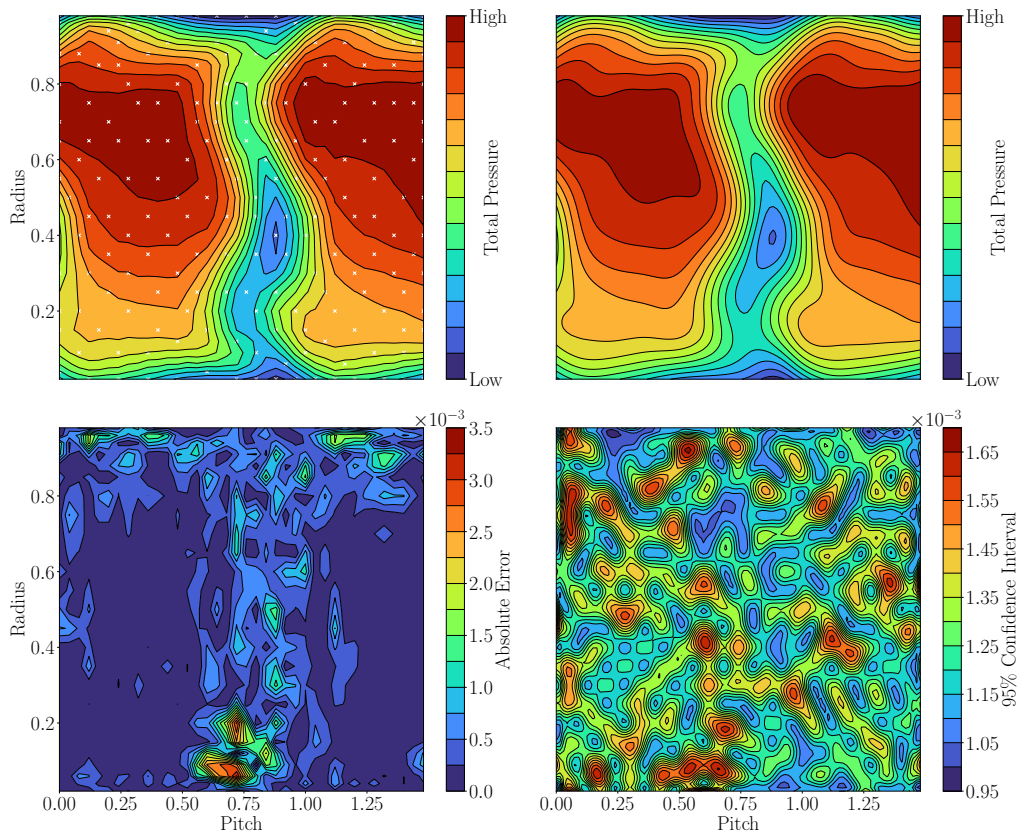 High
High
0.8
0.6
0.4
0.2
Radius
Total Pressure
Total Pressure
Low
Low
×10⁻³
×10⁻³
3.5
3.0
2.5
2.0
1.5
1.0
0.5
0.0
Absolute Error
1.65
1.55
1.45
1.35
1.25
1.15
1.05
0.95
95% Confidence Interval
0.8
0.6
0.4
0.2
Radius
0.00 0.25 0.50 0.75 1.00 1.25
Pitch
0.00 0.25 0.50 0.75 1.00 1.25
Pitch